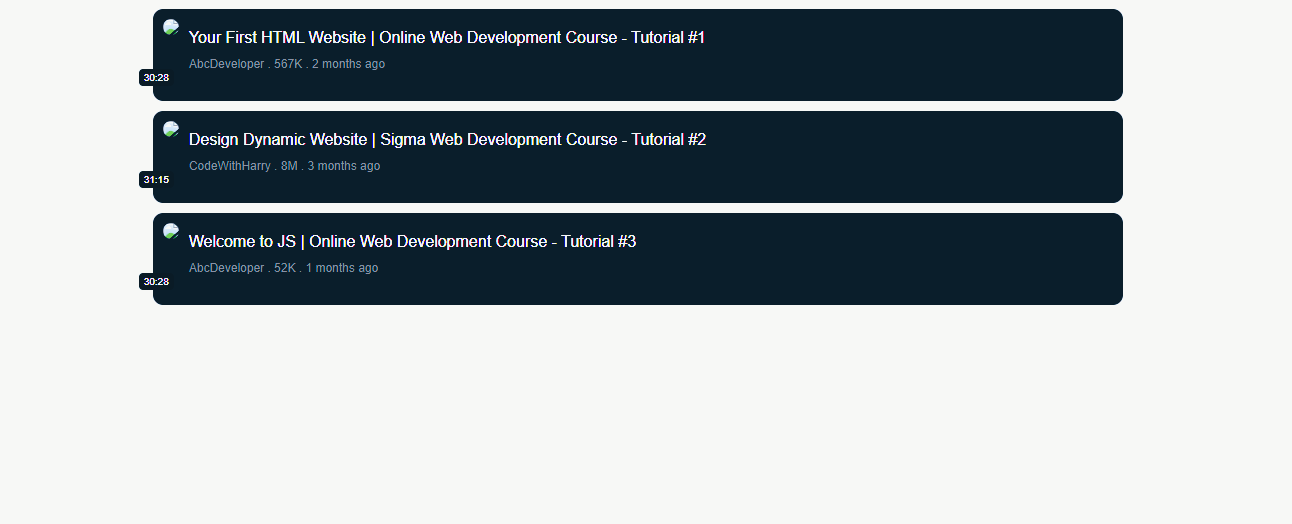 Your First HTML Website | Online Web Development Course - Tutorial #1
AbcDeveloper . 567K . 2 months ago
30:28
Design Dynamic Website | Sigma Web Development Course - Tutorial #2
CodeWithHarry . 8M . 3 months ago
31:15
Welcome to JS | Online Web Development Course - Tutorial #3
AbcDeveloper . 52K . 1 months ago
30:28